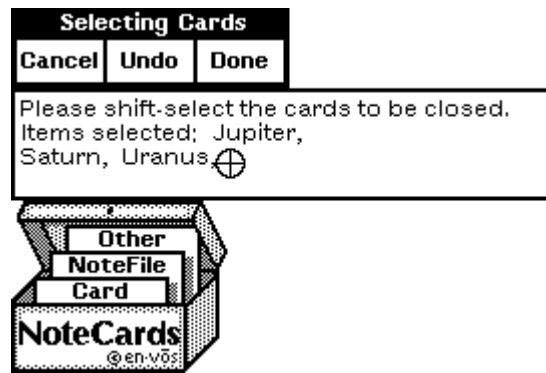 Selecting Cards
Cancel Undo Done
Please shift-select the cards to be closed.
Items selected: Jupiter,
Saturn, Uranus,
Other
NoteFile
Card
NoteCards
@en·vōs